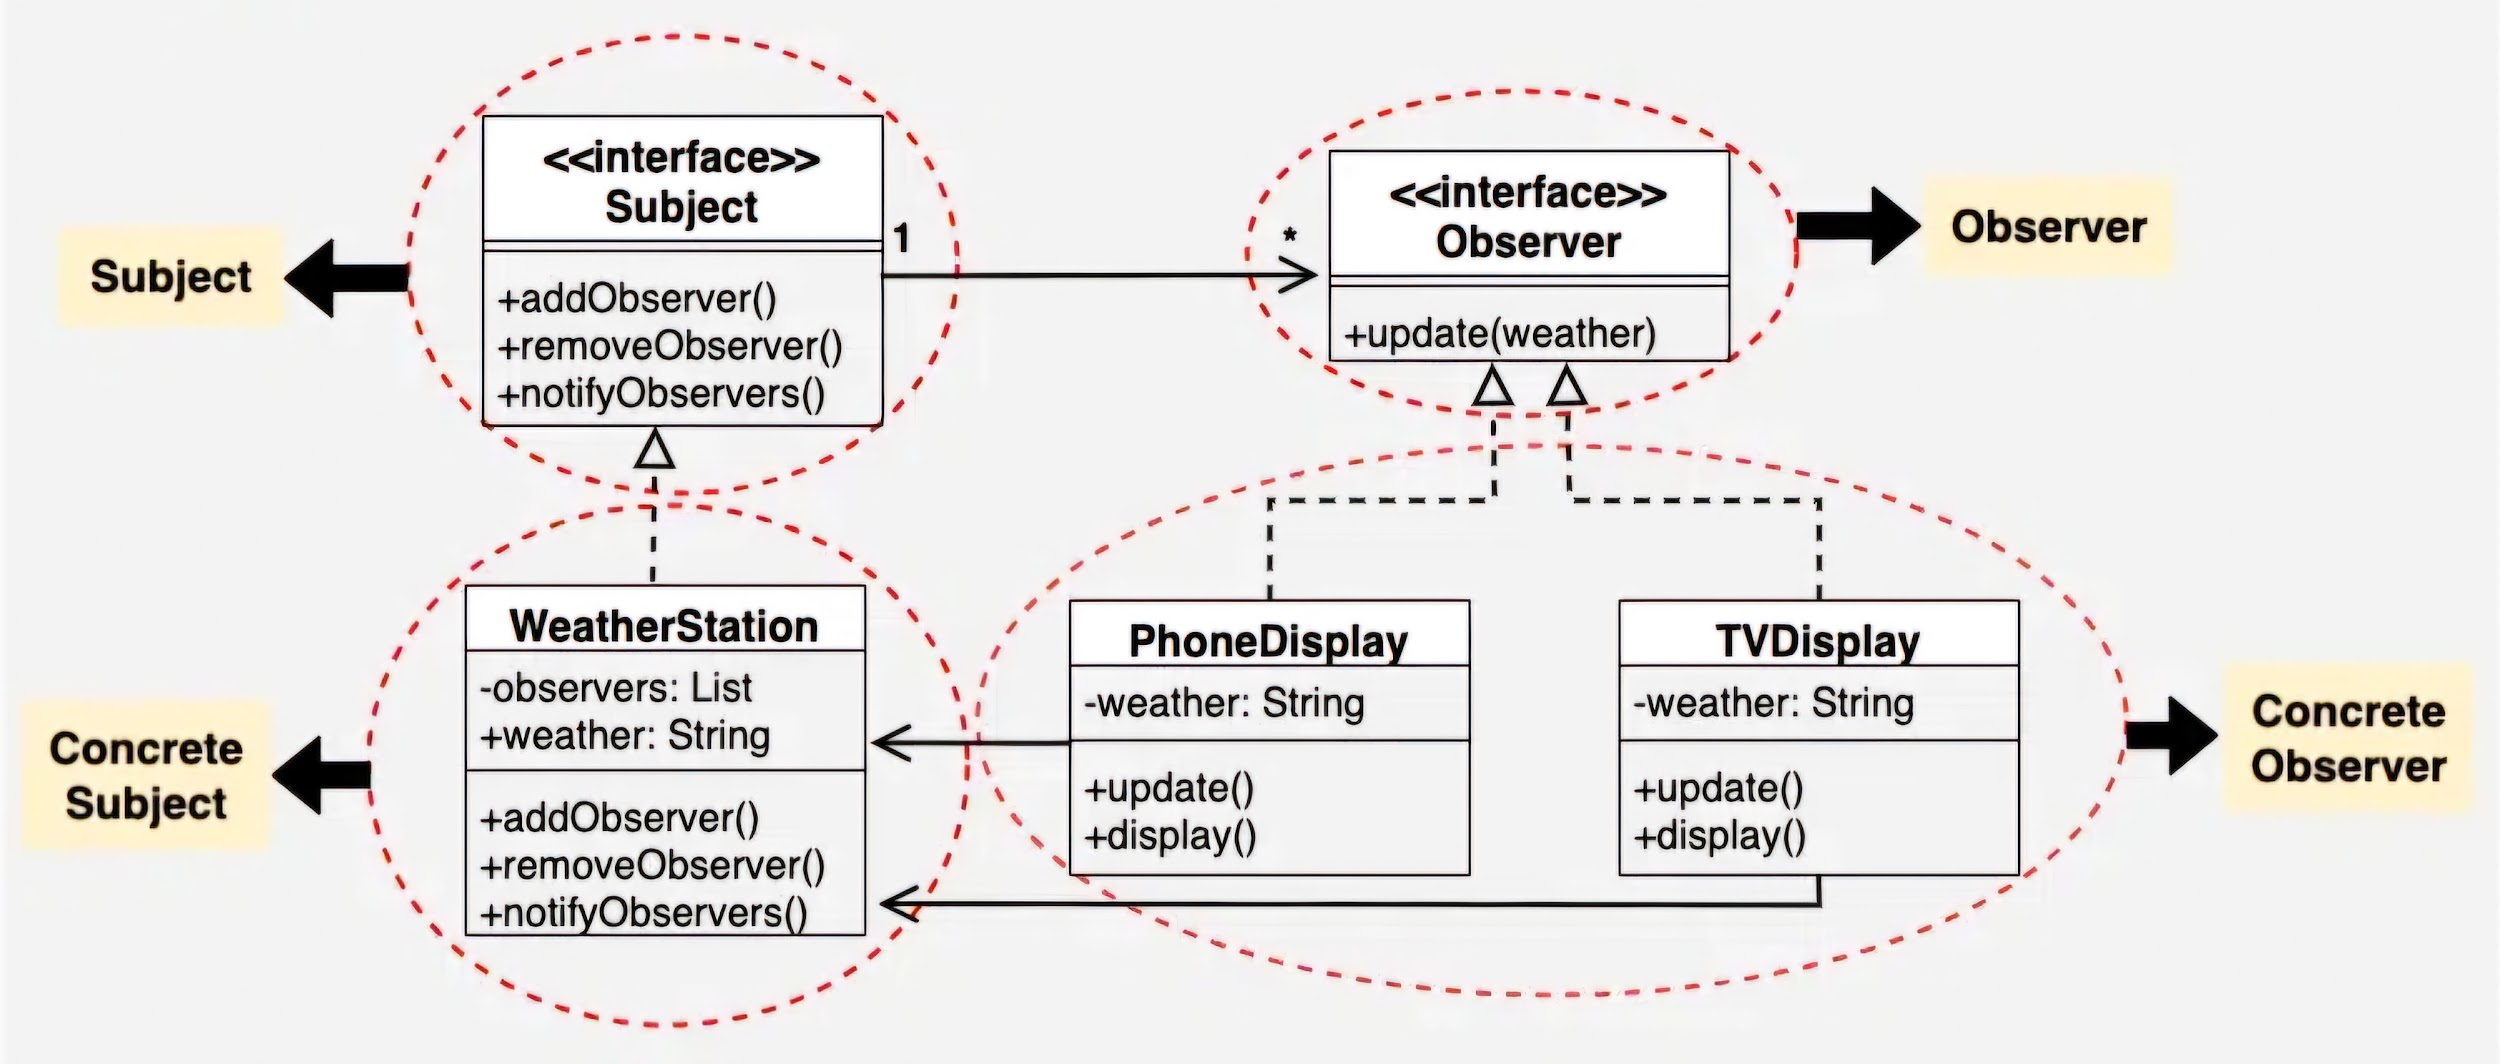 <<interface>>
Subject
+addObserver()
+removeObserver()
+notifyObservers()
1
*
<<interface>>
Observer
+update(weather)
Subject
Observer
WeatherStation
-observers: List
+weather: String
+addObserver()
+removeObserver()
+notifyObservers()
PhoneDisplay
-weather: String
+update()
+display()
TVDisplay
-weather: String
+update()
+display()
Concrete
Subject
Concrete
Observer